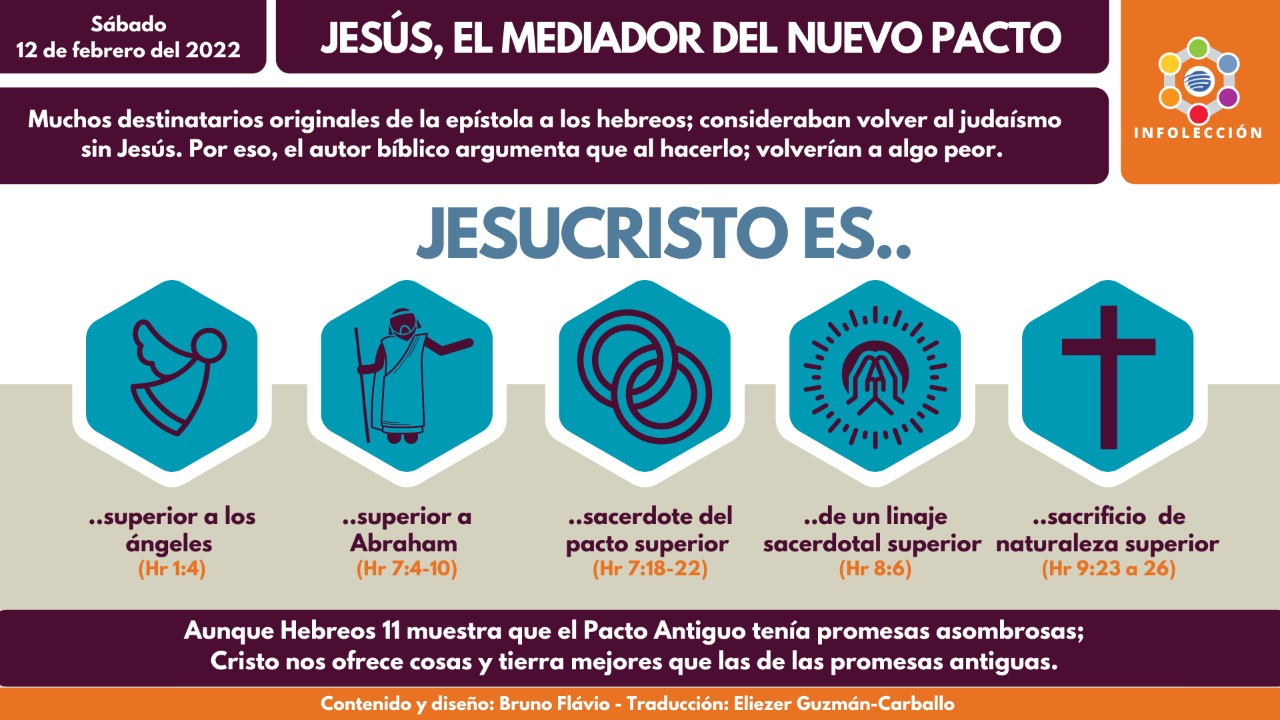 Sábado
12 de febrero del 2022
JESÚS, EL MEDIADOR DEL NUEVO PACTO
INFOLECCIÓN
Muchos destinatarios originales de la epístola a los hebreos; consideraban volver al judaísmo
sin Jesús. Por eso, el autor bíblico argumenta que al hacerlo; volverían a algo peor.
JESUCRISTO ES..
..superior a los
ángeles
(Hr 1:4)
..superior a
Abraham
(Hr 7:4-10)
..sacerdote del
pacto superior
(Hr 7:18-22)
..de un linaje
sacerdotal superior
(Hr 8:6)
..sacrificio de
naturaleza superior
(Hr 9:23 a 26)
Aunque Hebreos 11 muestra que el Pacto Antiguo tenía promesas asombrosas;
Cristo nos ofrece cosas y tierra mejores que las de las promesas antiguas.
Contenido y diseño: Bruno Flávio - Traducción: Eliezer Guzmán-Carballo